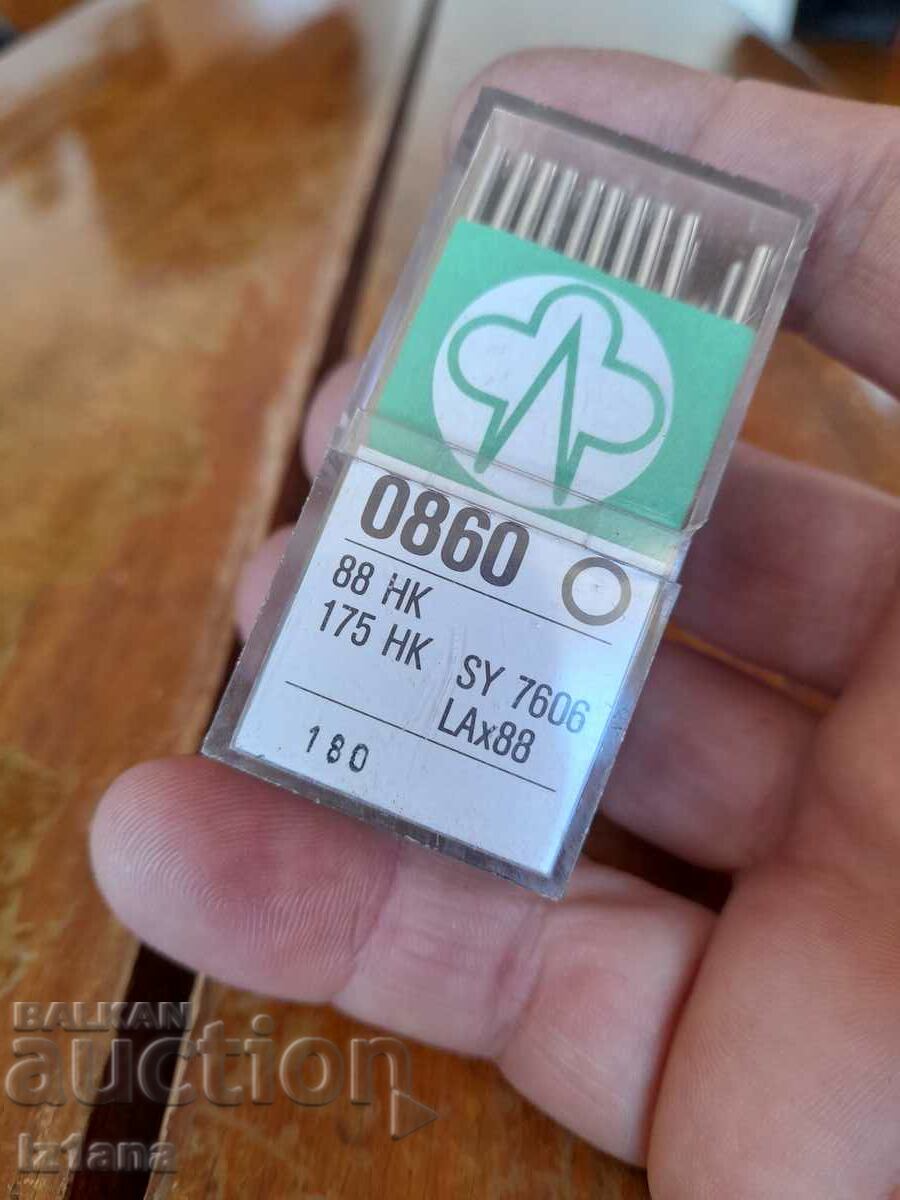 0860
88 HK
175 HK SY 7606
LAx88
180
BALKAN
auction
Iz1ana